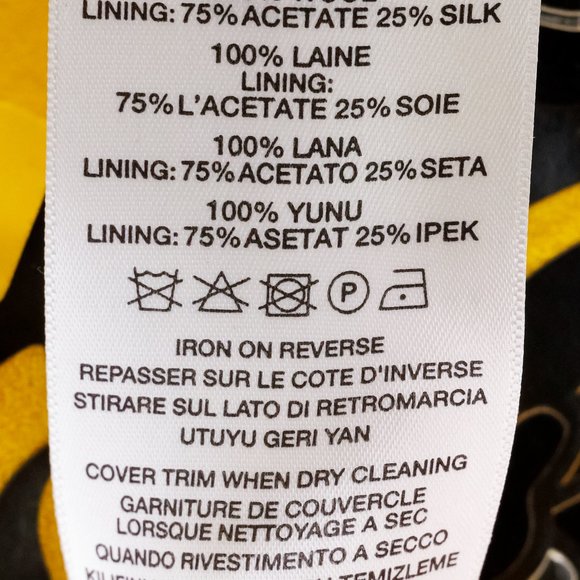 LINING: 75% ACETATE 25% SILK
100% LAINE
LINING:
75% L'ACETATE 25% SOIE
100% LANA
LINING: 75% ACETATO 25% SETA
100% YUNU
LINING: 75% ASETAT 25% IPEK
P
IRON ON REVERSE
REPASSER SUR LE COTE D'INVERSE
STIRARE SUL LATO DI RETROMARCIA
UTUYU GERI YAN
COVER TRIM WHEN DRY CLEANING
GARNITURE DE COUVERCLE
LORSQUE NETTOYAGE A SEC
QUANDO RIVESTIMENTO A SECCO
TEMIZLEME